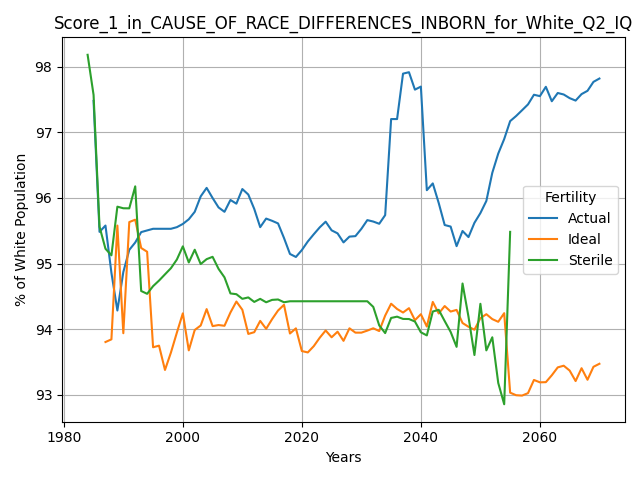 Score_1_in_CAUSE_OF_RACE_DIFFERENCES_INBORN_for_White_Q2_IQ
98
97
96
95
94
93
% of White Population
1980
2000
2020
2040
2060
Years
Fertility
Actual
Ideal
Sterile